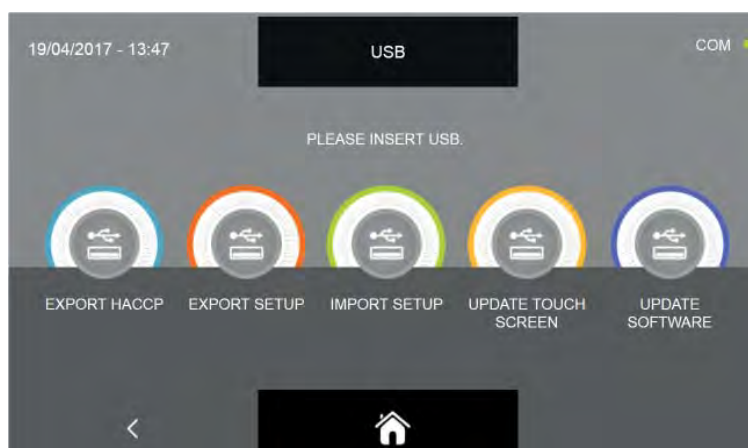 19/04/2017 - 13:47
USB
COM
PLEASE INSERT USB.
EXPORT HACCP
EXPORT SETUP
IMPORT SETUP
UPDATE TOUCH
SCREEN
UPDATE
SOFTWARE